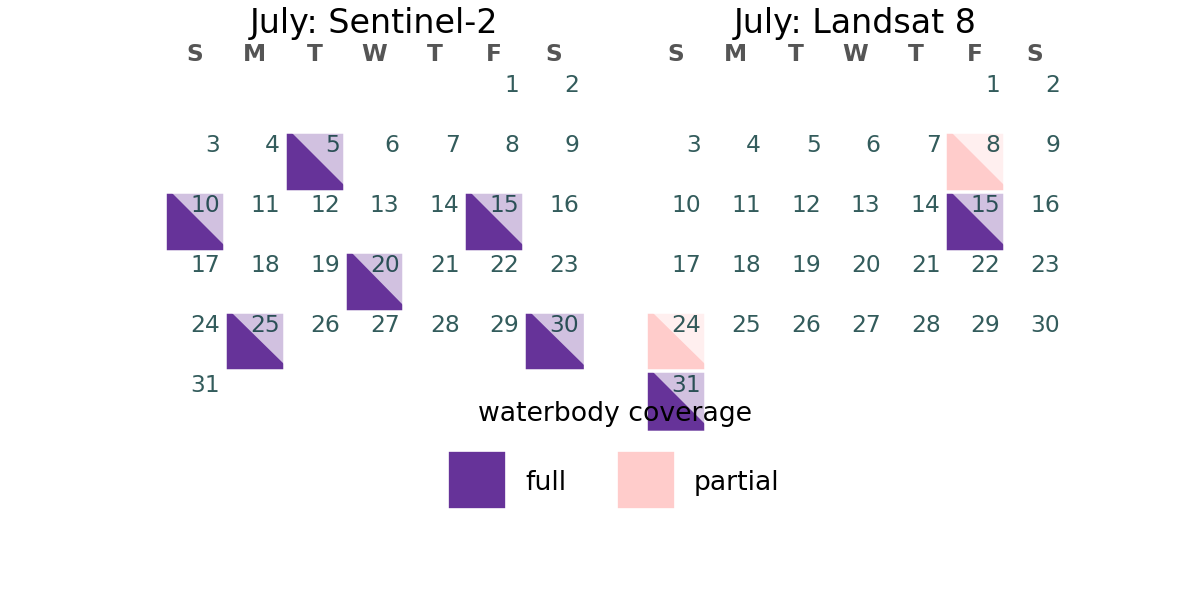 July: Sentinel-2
S M T W T F S
1 2
3 4 5 6 7 8 9
10 11 12 13 14 15 16
17 18 19 20 21 22 23
24 25 26 27 28 29 30
31
July: Landsat 8
S M T W T F S
1 2
3 4 5 6 7 8 9
10 11 12 13 14 15 16
17 18 19 20 21 22 23
24 25 26 27 28 29 30
31
waterbody coverage
full partial